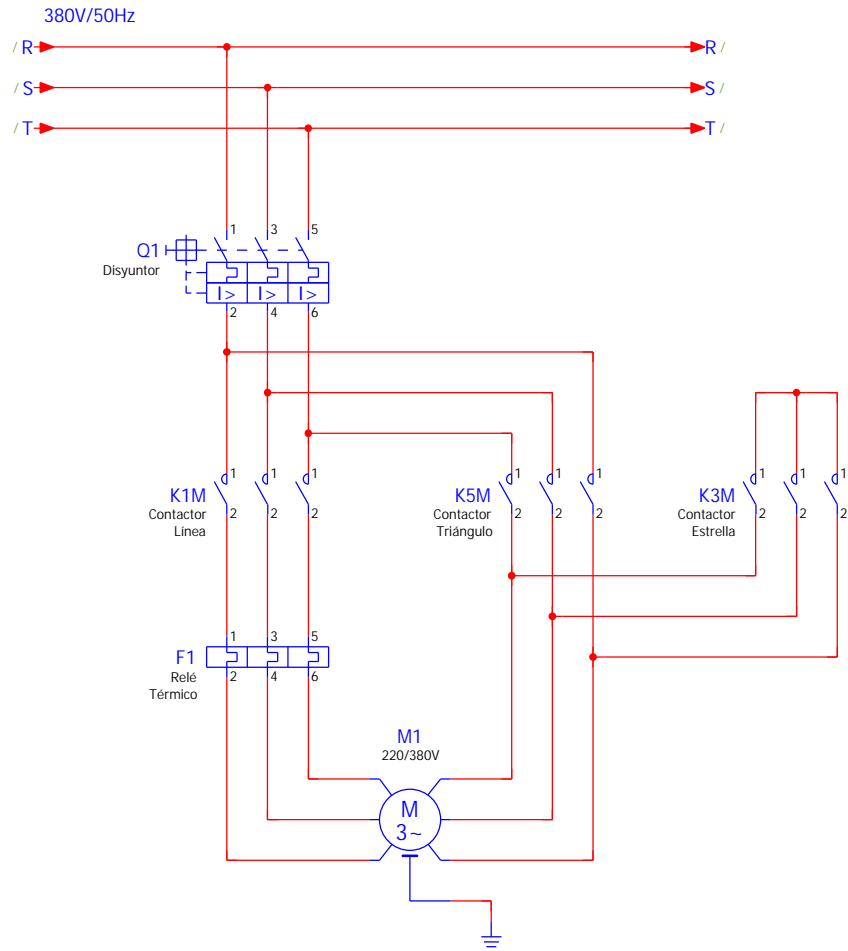 380V/50Hz
/ R R /
/ S S /
/ T T /
1 3 5
Q1
Disyuntor
I> I> I>
2 4 6
1 1 1 1 1 1 1 1 1
K1M K5M K3M
2 2 2 2 2 2 2 2 2
Contactor Contactor Contactor
Línea Triángulo Estrella
1 3 5
F1
Relé 2 4 6
Térmico
M1
220/380V
M
3~